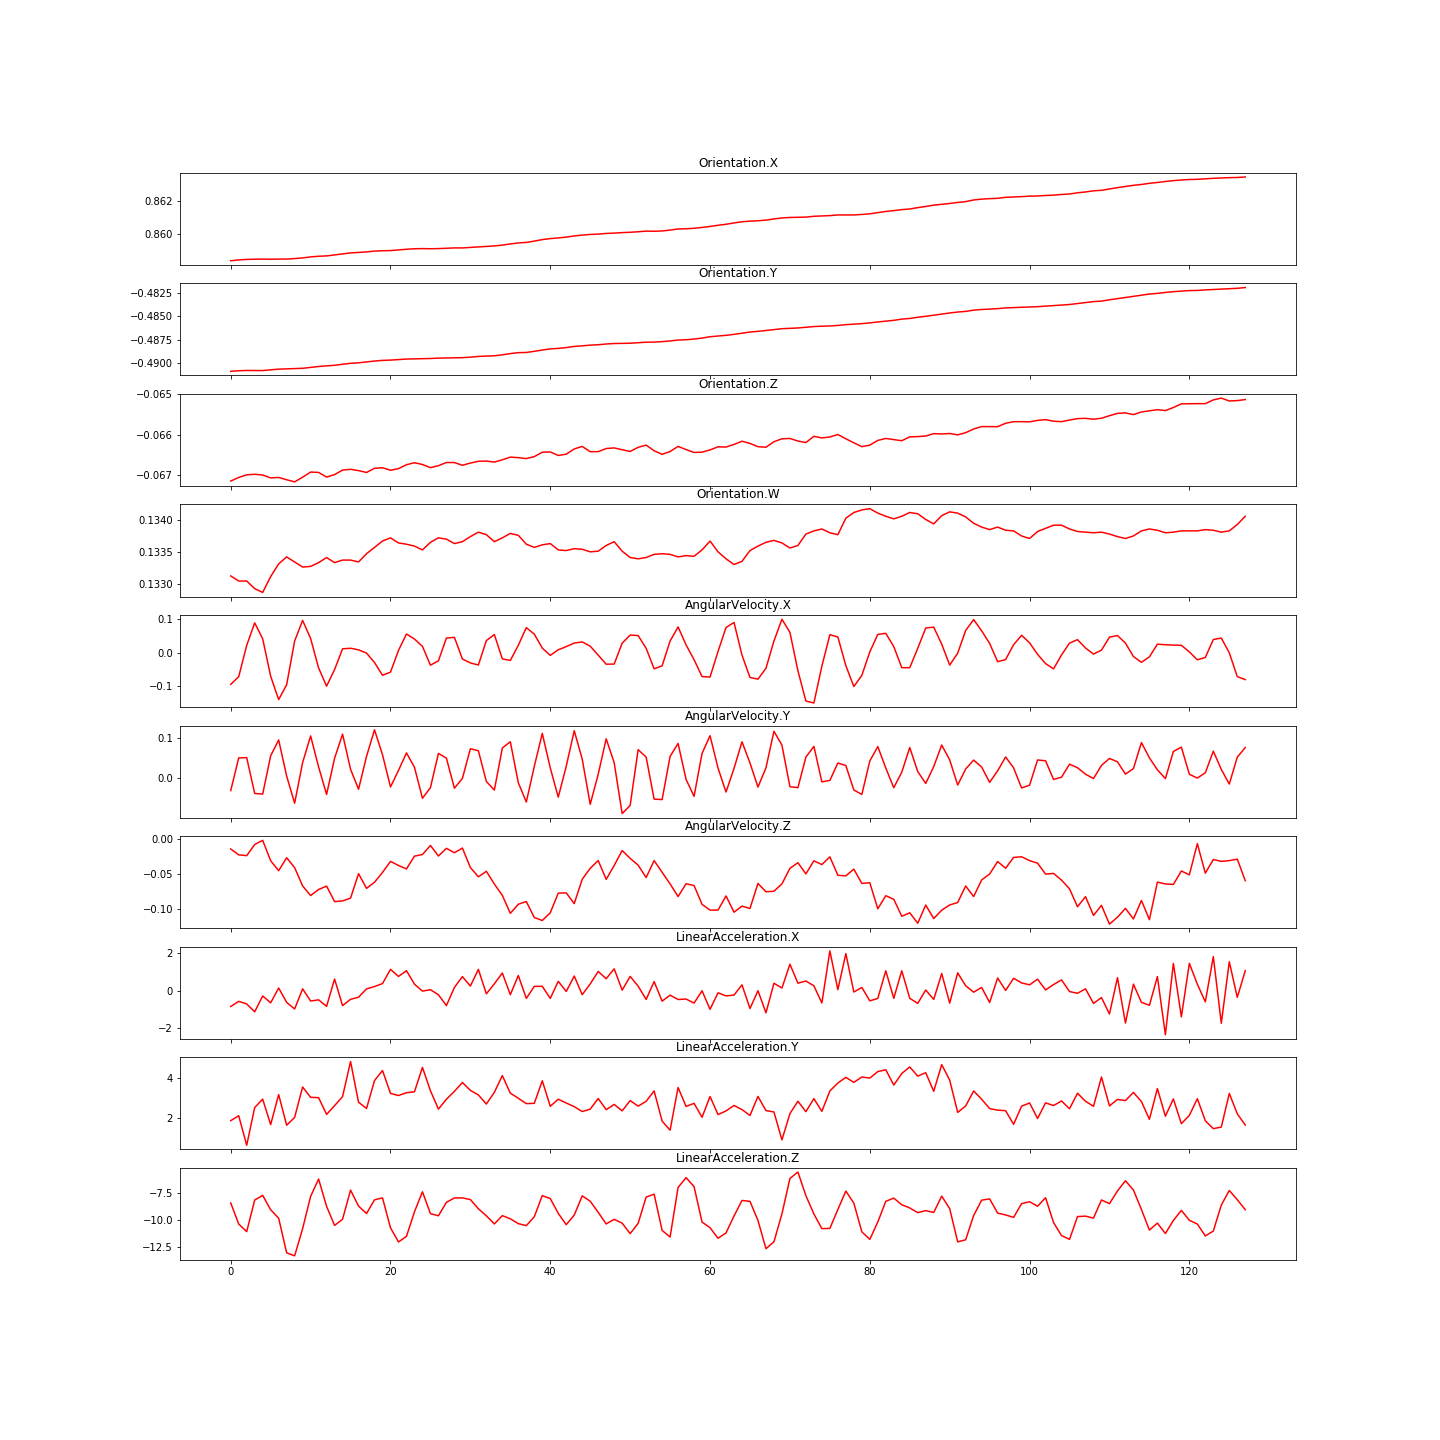 Orientation.X
0.862
0.860
Orientation.Y
−0.4825
−0.4850
−0.4875
−0.4900
Orientation.Z
−0.065
−0.066
−0.067
Orientation.W
0.1340
0.1335
0.1330
AngularVelocity.X
0.1
0.0
−0.1
AngularVelocity.Y
0.1
0.0
AngularVelocity.Z
0.00
−0.05
−0.10
LinearAcceleration.X
2
0
−2
LinearAcceleration.Y
4
2
LinearAcceleration.Z
−7.5
−10.0
−12.5
0 20 40 60 80 100 120